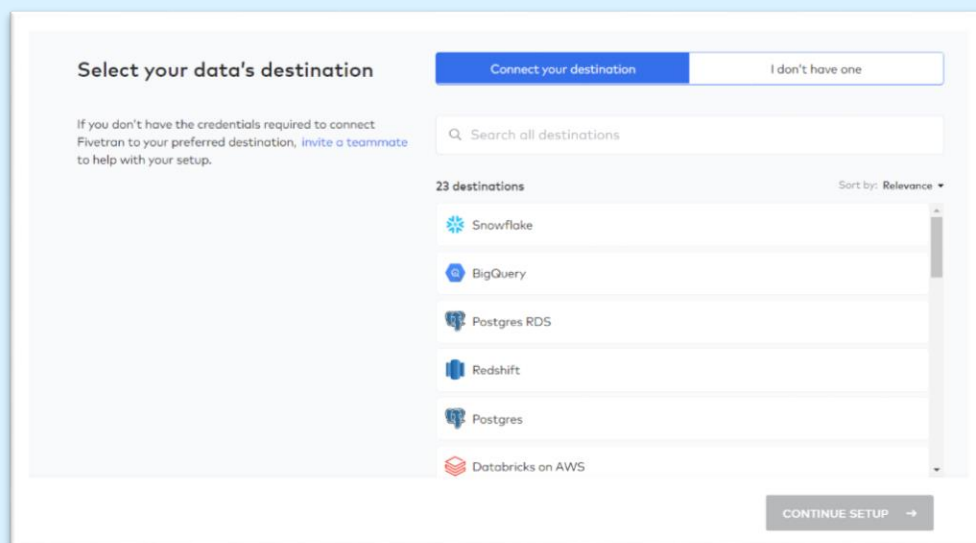 Select your data's destination
Connect your destination
I don't have one
If you don't have the credentials required to connect
Fivetran to your preferred destination, invite a teammate
to help with your setup.
Search all destinations
23 destinations
Sort by: Relevance
Snowflake
BigQuery
Postgres RDS
Redshift
Postgres
Databricks on AWS
CONTINUE SETUP →